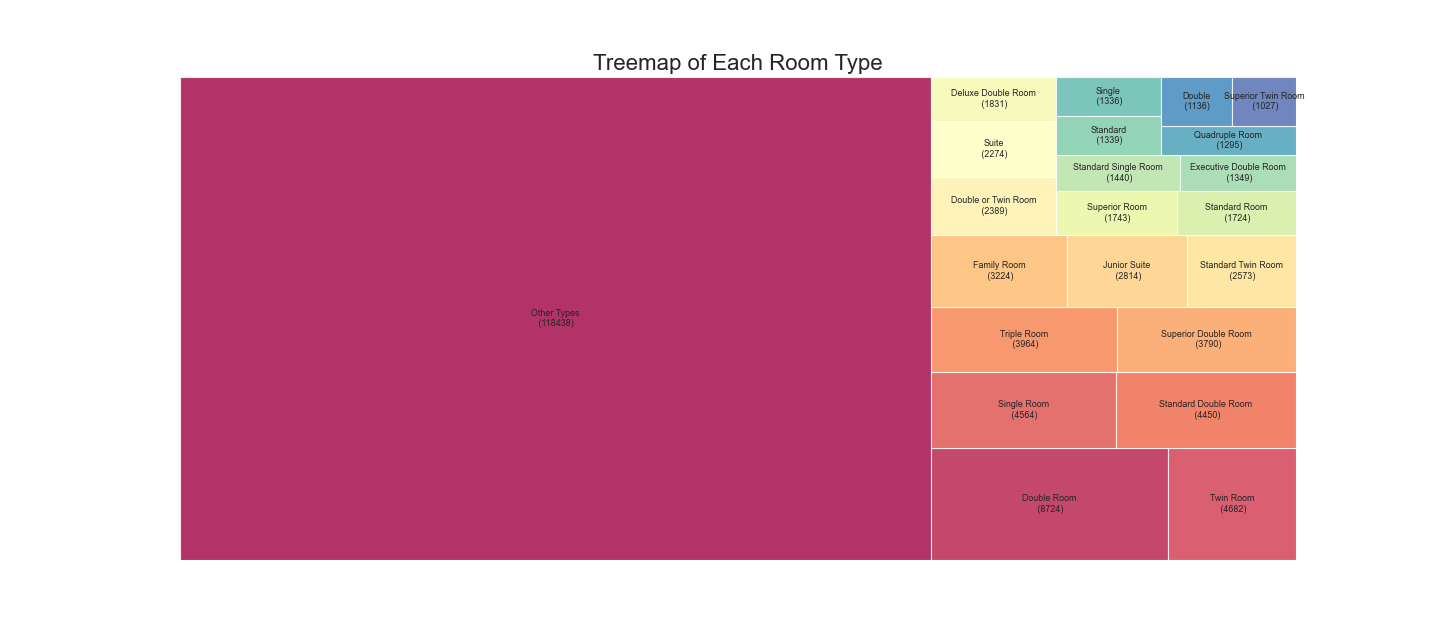 Treemap of Each Room Type
Other Types
(118438)
Deluxe Double Room
(1831)
Suite
(2274)
Double or Twin Room
(2389)
Single
(1336)
Standard
(1339)
Double
(1136)
Superior Twin Room
(1027)
Quadruple Room
(1295)
Standard Single Room
(1440)
Executive Double Room
(1349)
Superior Room
(1743)
Standard Room
(1724)
Family Room
(3224)
Junior Suite
(2814)
Standard Twin Room
(2573)
Triple Room
(3964)
Superior Double Room
(3790)
Single Room
(4564)
Standard Double Room
(4450)
Double Room
(8724)
Twin Room
(4682)